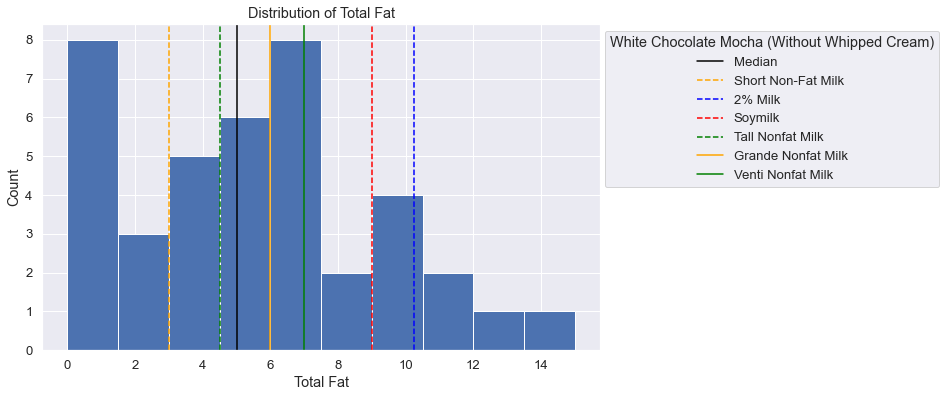 Distribution of Total Fat
8
7
6
5
4
3
2
1
0
Count
0 2 4 6 8 10 12 14
Total Fat
White Chocolate Mocha (Without Whipped Cream)
Median
Short Non-Fat Milk
2% Milk
Soymilk
Tall Nonfat Milk
Grande Nonfat Milk
Venti Nonfat Milk